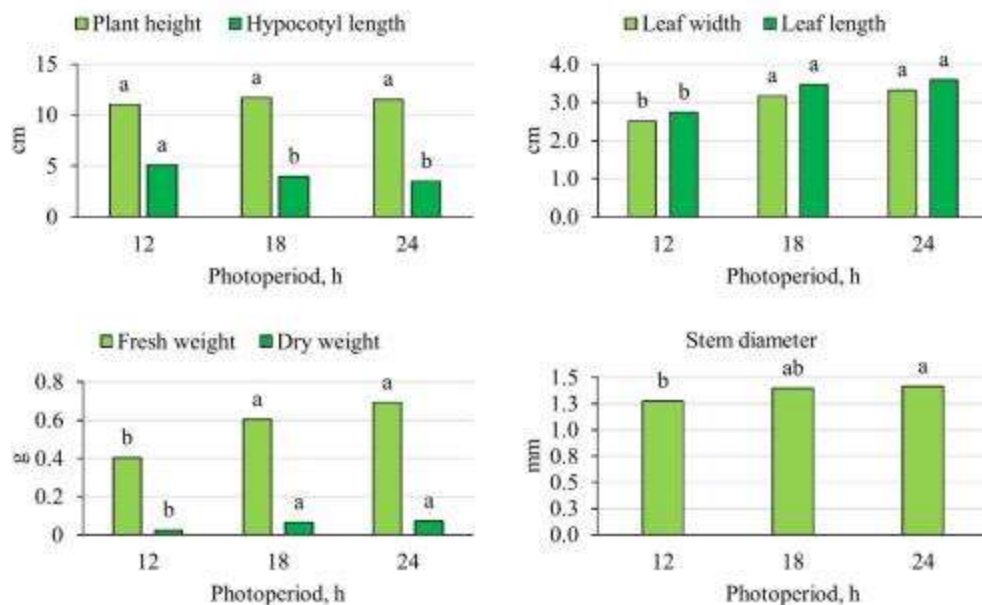 Plant height Hypocotyl length
15
10
5
0
cm
a a a
a b b
12 18 24
Photoperiod, h
Leaf width Leaf length
4.0
3.0
2.0
1.0
0.0
cm
b b a a a a
12 18 24
Photoperiod, h
Fresh weight Dry weight
0.8
0.6
0.4
0.2
0
g
b a a
b a a
12 18 24
Photoperiod, h
Stem diameter
1.5
1.3
1.0
0.8
0.5
0.3
0.0
mm
b ab a
12 18 24
Photoperiod, h